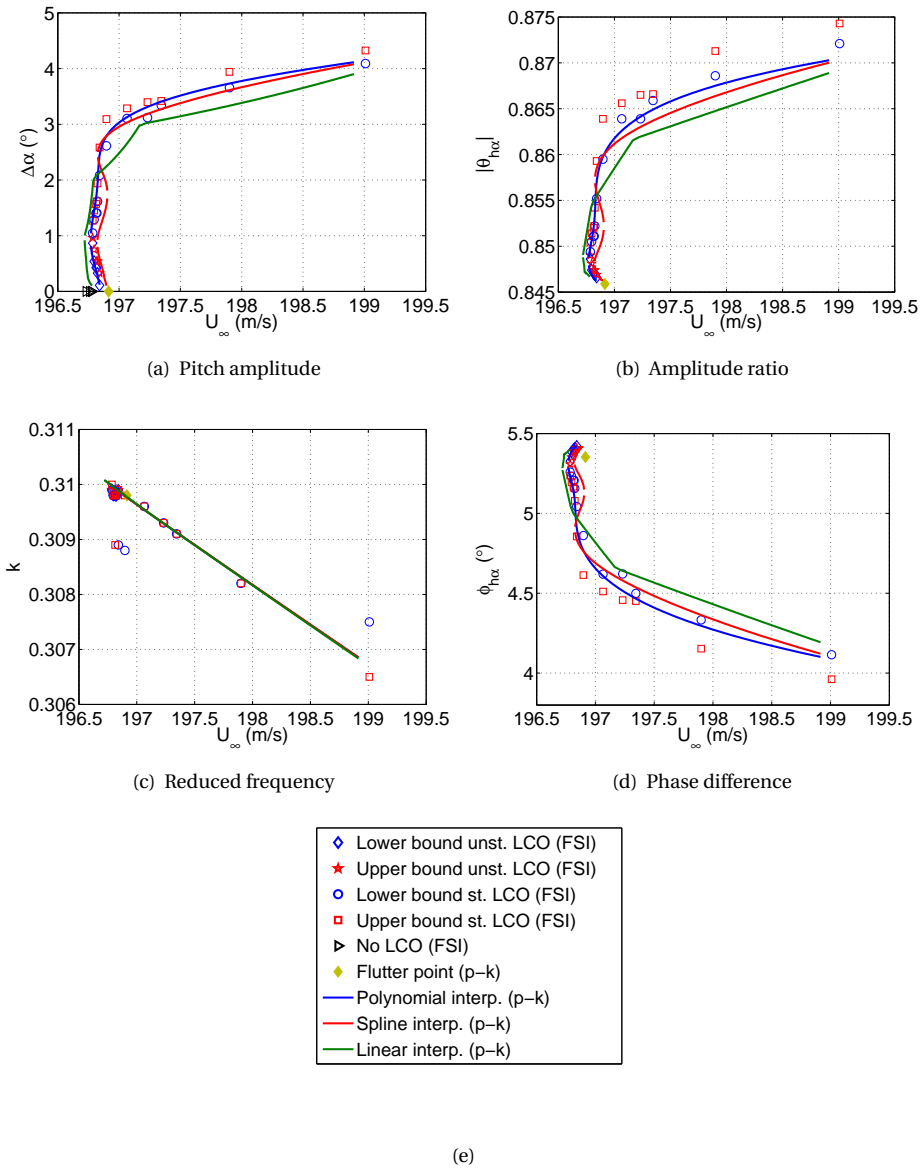 5
4
3
2
1
0
196.5 197 197.5 198 198.5 199 199.5
Δα (°)
U∞ (m/s)
(a) Pitch amplitude
0.875
0.87
0.865
0.86
0.855
0.85
0.845
196.5 197 197.5 198 198.5 199 199.5
|θhα|
U∞ (m/s)
(b) Amplitude ratio
0.311
0.31
0.309
0.308
0.307
0.306
196.5 197 197.5 198 198.5 199 199.5
k
U∞ (m/s)
(c) Reduced frequency
5.5
5
4.5
4
196.5 197 197.5 198 198.5 199 199.5
ϕhα (°)
U∞ (m/s)
(d) Phase difference
Lower bound unst. LCO (FSI)
Upper bound unst. LCO (FSI)
Lower bound st. LCO (FSI)
Upper bound st. LCO (FSI)
No LCO (FSI)
Flutter point (p−k)
Polynomial interp. (p−k)
Spline interp. (p−k)
Linear interp. (p−k)
(e)